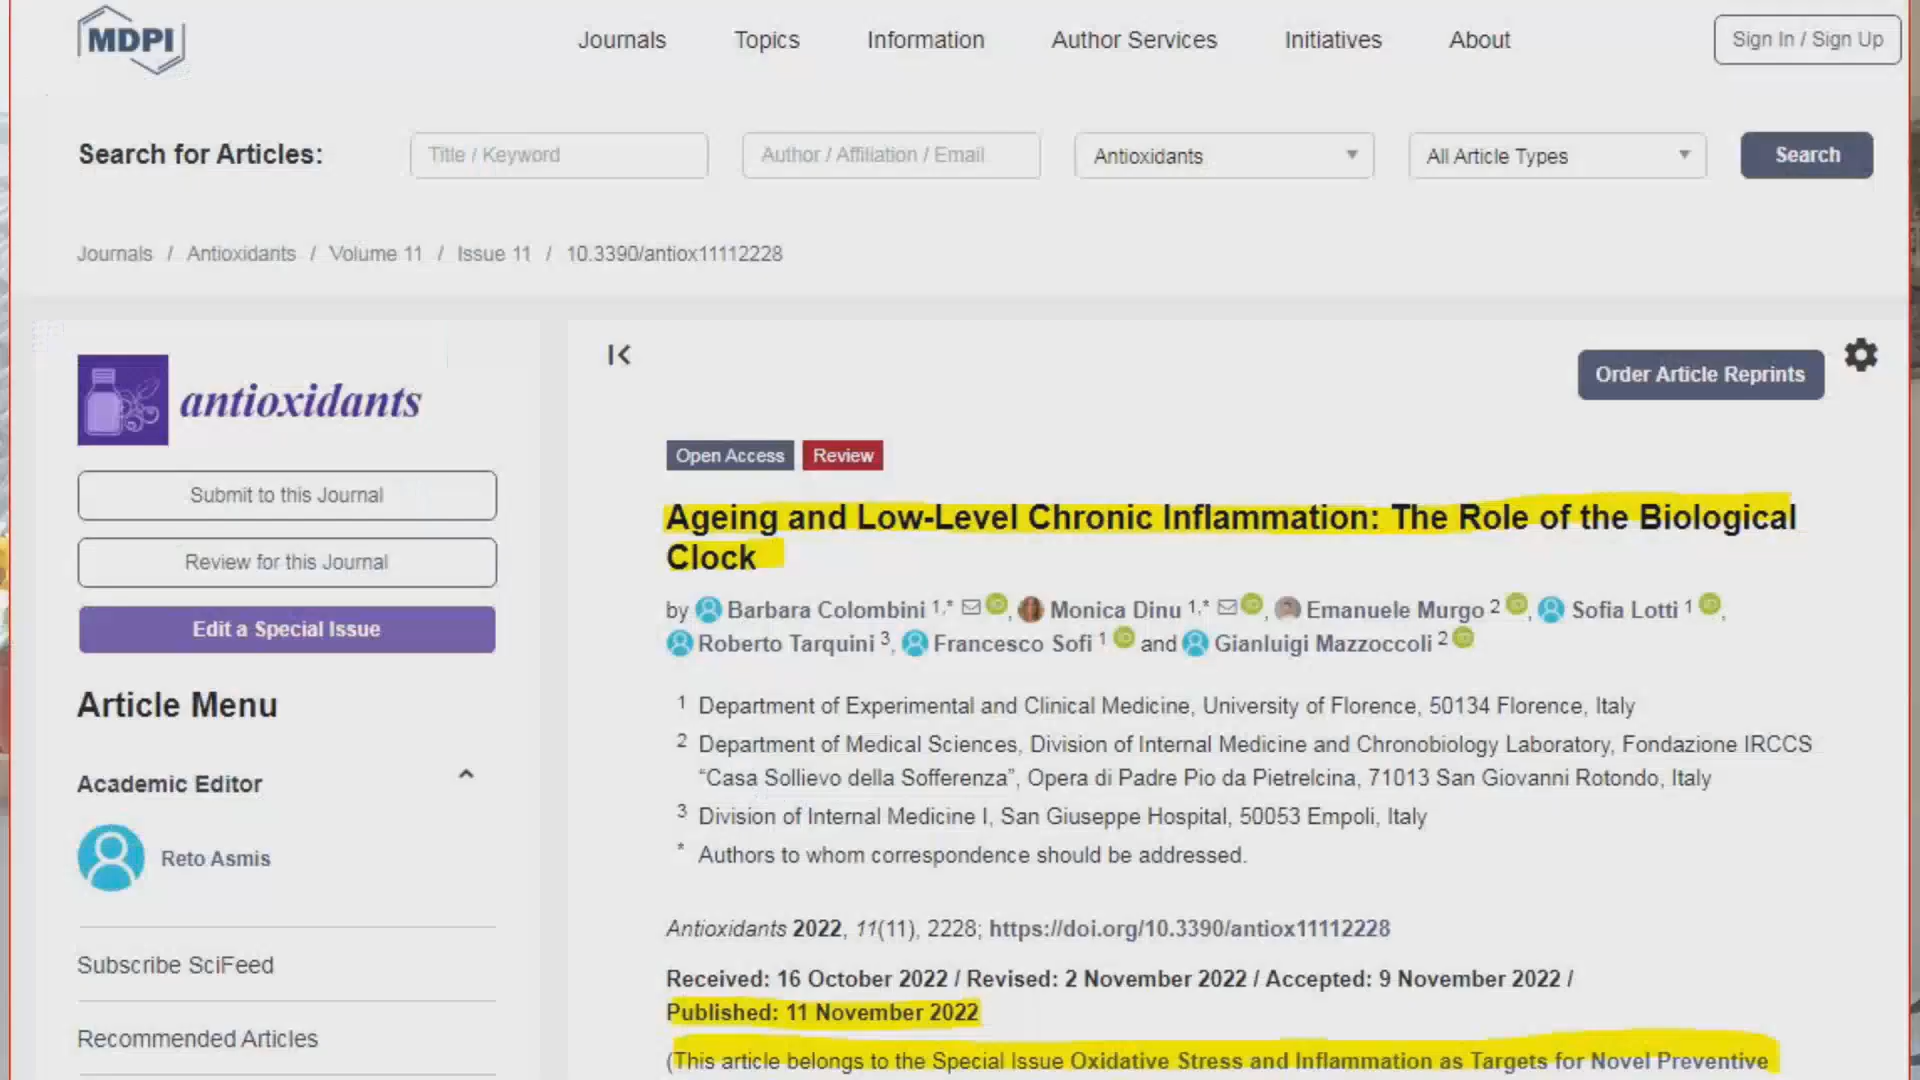 MDPI
Journals Topics Information Author Services Initiatives About Sign In / Sign Up
Search for Articles: Title / Keyword Author / Affiliation / Email Antioxidants All Article Types Search
Journals / Antioxidants / Volume 11 / Issue 11 / 10.3390/antiox11112228
antioxidants
Submit to this Journal
Review for this Journal
Edit a Special Issue
Article Menu
Academic Editor
Reto Asmis
Subscribe SciFeed
Recommended Articles
Order Article Reprints
Open Access Review
Ageing and Low-Level Chronic Inflammation: The Role of the Biological
Clock
by Barbara Colombini 1,* , Monica Dinu 1,* , Emanuele Murgo 2 , Sofia Lotti 1 ,
Roberto Tarquini 3, Francesco Sofi 1 and Gianluigi Mazzoccoli 2
1 Department of Experimental and Clinical Medicine, University of Florence, 50134 Florence, Italy
2 Department of Medical Sciences, Division of Internal Medicine and Chronobiology Laboratory, Fondazione IRCCS
“Casa Sollievo della Sofferenza”, Opera di Padre Pio da Pietrelcina, 71013 San Giovanni Rotondo, Italy
3 Division of Internal Medicine I, San Giuseppe Hospital, 50053 Empoli, Italy
* Authors to whom correspondence should be addressed.
Antioxidants 2022, 11(11), 2228; https://doi.org/10.3390/antiox11112228
Received: 16 October 2022 / Revised: 2 November 2022 / Accepted: 9 November 2022 /
Published: 11 November 2022
(This article belongs to the Special Issue Oxidative Stress and Inflammation as Targets for Novel Preventive